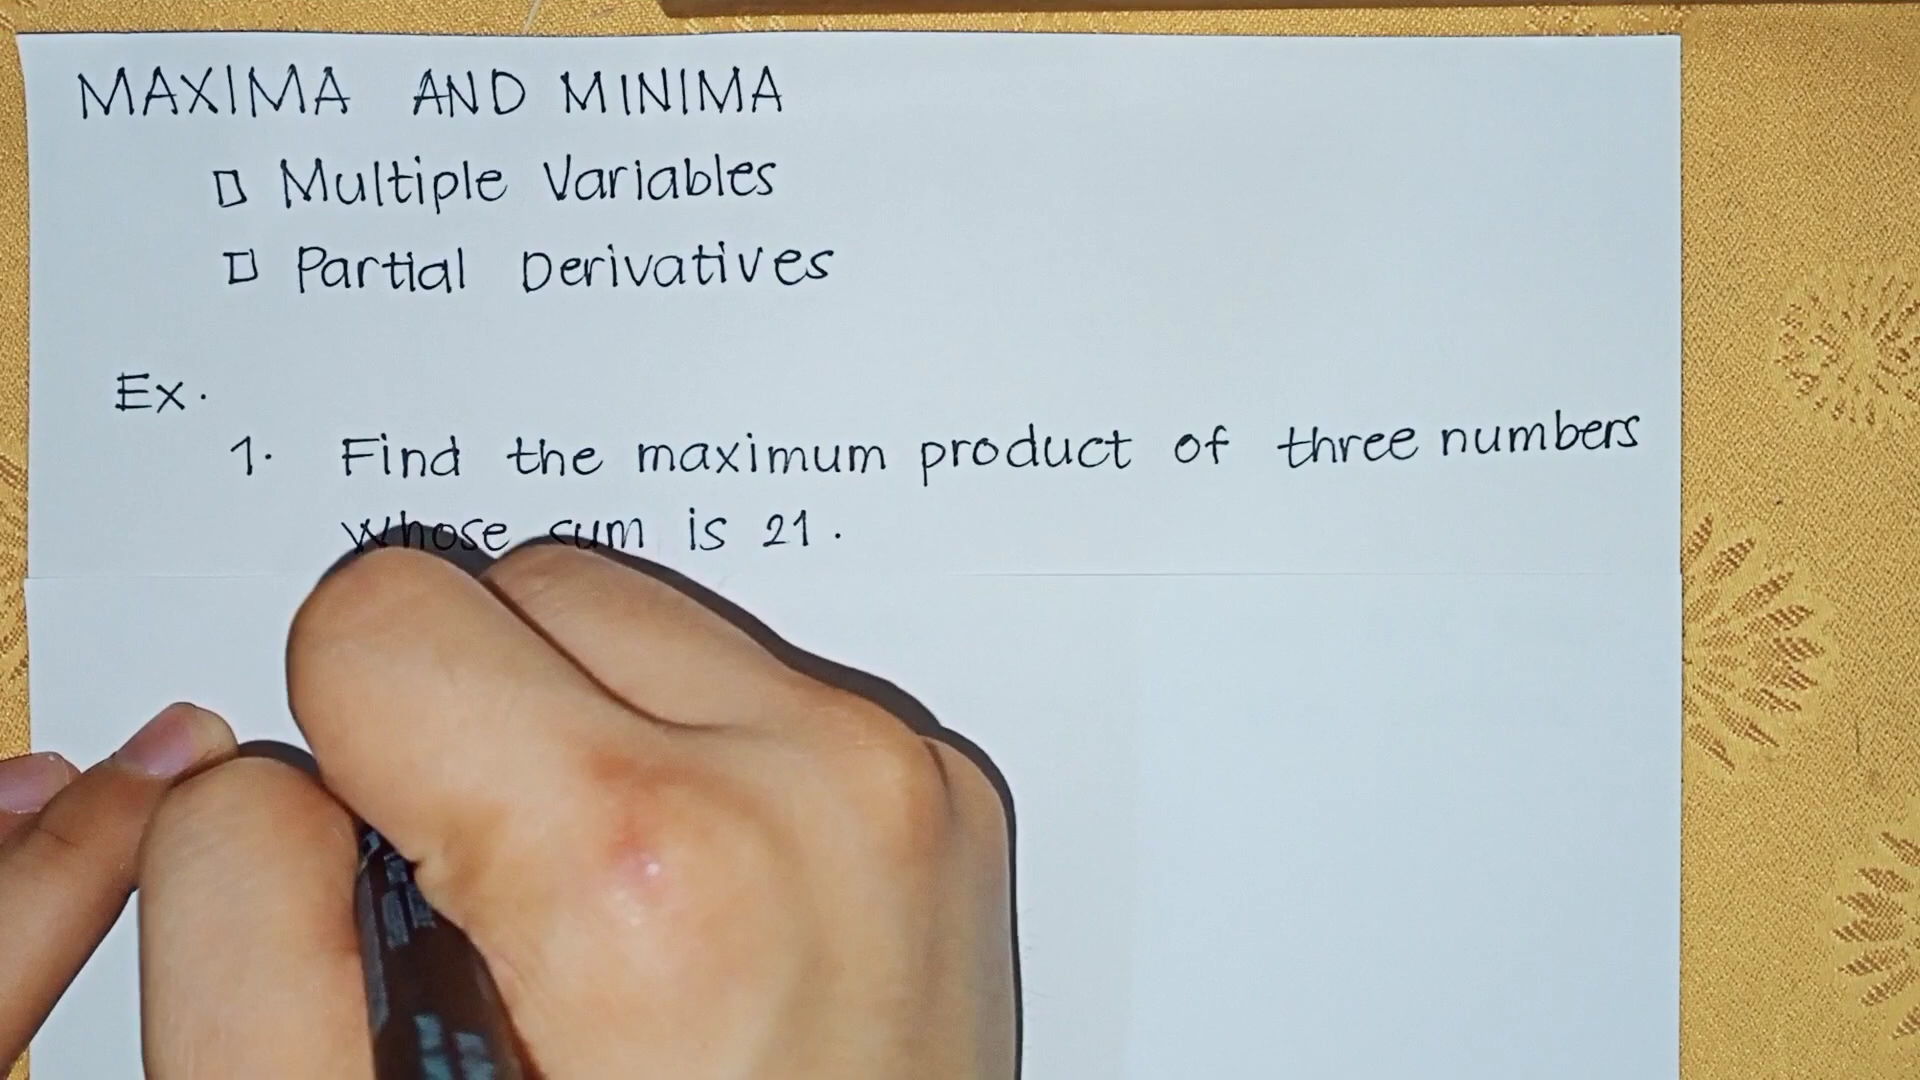 MAXIMA AND MINIMA
Multiple Variables
Partial Derivatives
Ex.
1. Find the maximum product of three numbers
whose sum is 21.